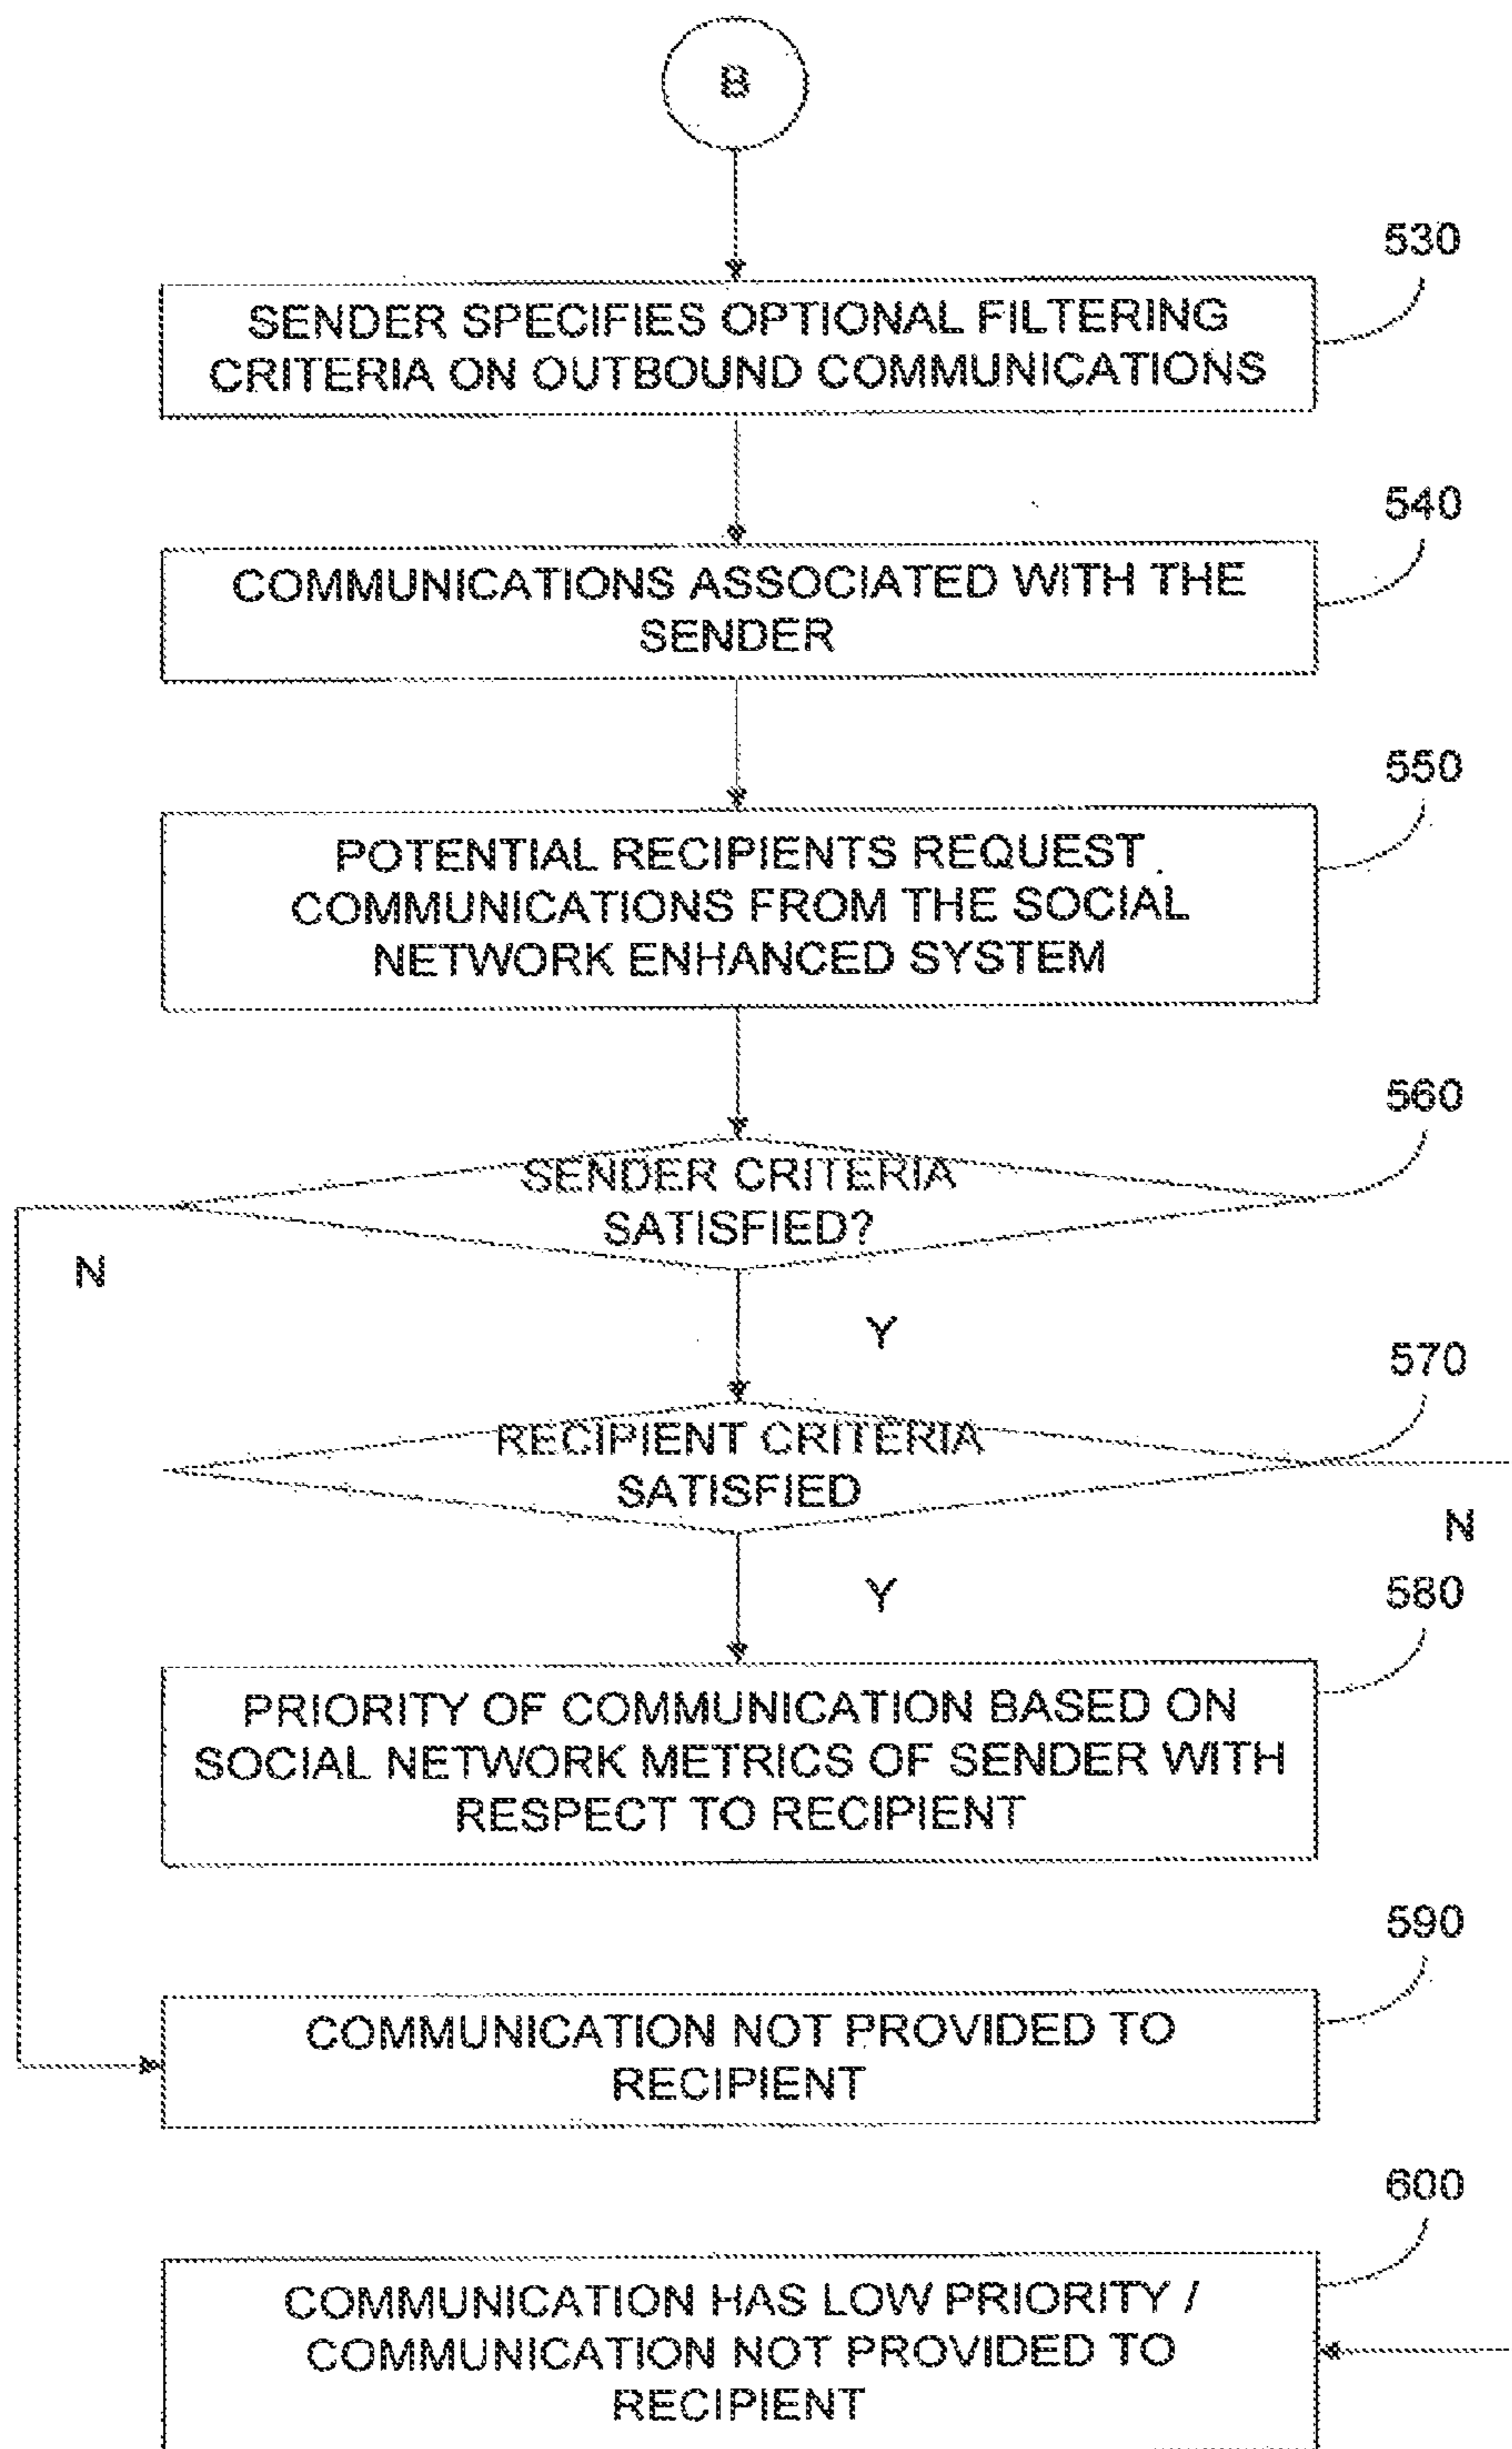 B
530
SENDER SPECIFIES OPTIONAL FILTERING
CRITERIA ON OUTBOUND COMMUNICATIONS
540
COMMUNICATIONS ASSOCIATED WITH THE
SENDER
550
POTENTIAL RECIPIENTS REQUEST
COMMUNICATIONS FROM THE SOCIAL
NETWORK ENHANCED SYSTEM
560
SENDER CRITERIA
SATISFIED?
N
Y
570
RECIPIENT CRITERIA
SATISFIED
N
Y
580
PRIORITY OF COMMUNICATION BASED ON
SOCIAL NETWORK METRICS OF SENDER WITH
RESPECT TO RECIPIENT
590
COMMUNICATION NOT PROVIDED TO
RECIPIENT
600
COMMUNICATION HAS LOW PRIORITY /
COMMUNICATION NOT PROVIDED TO
RECIPIENT